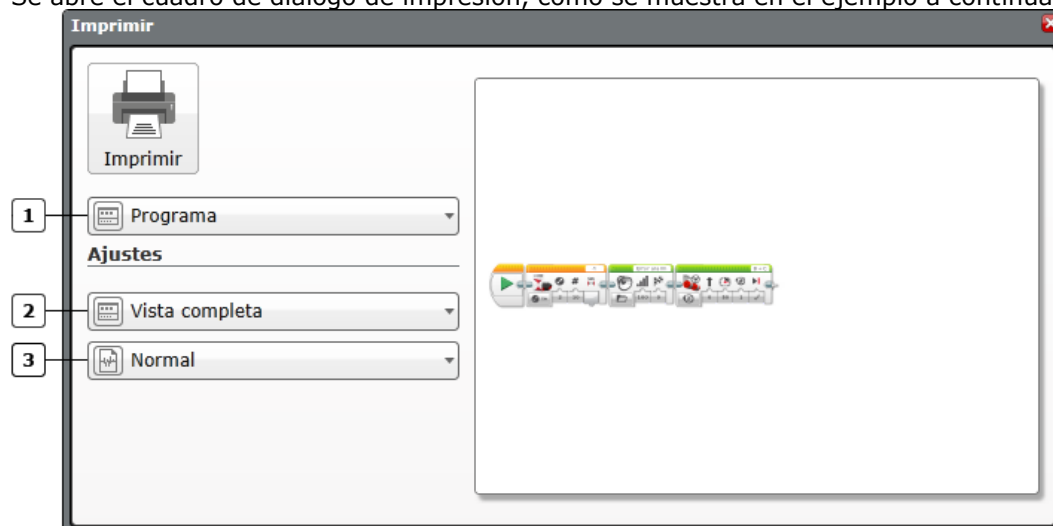 Se abre el cuadro de diálogo de impresión, como se muestra en el ejemplo a continua
Imprimir
Imprimir
1
Programa
Ajustes
2
Vista completa
3
Normal